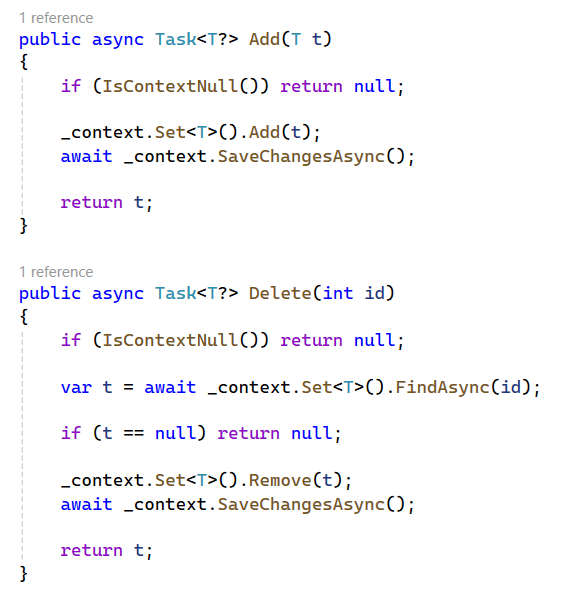 1 reference
public async Task<T?> Add(T t)
{
    if (IsContextNull()) return null;

    _context.Set<T>().Add(t);
    await _context.SaveChangesAsync();

    return t;
}

1 reference
public async Task<T?> Delete(int id)
{
    if (IsContextNull()) return null;

    var t = await _context.Set<T>().FindAsync(id);

    if (t == null) return null;

    _context.Set<T>().Remove(t);
    await _context.SaveChangesAsync();

    return t;
}